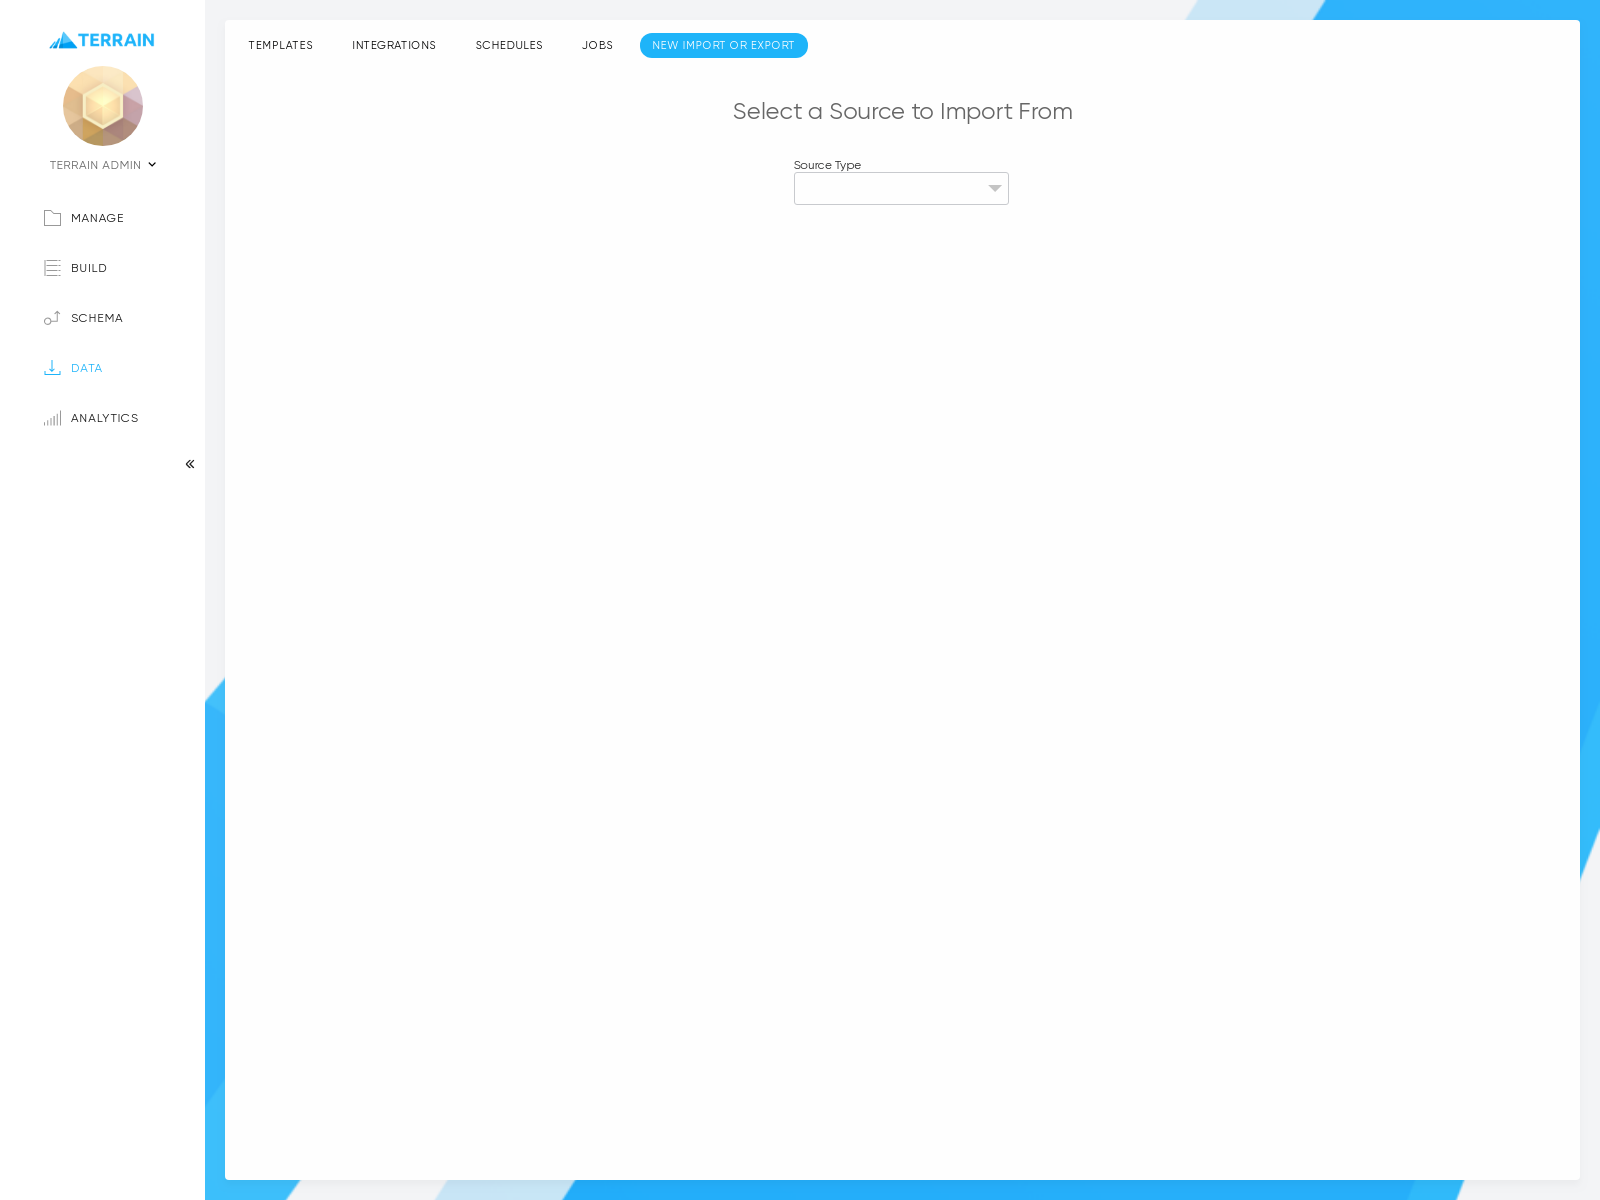 TERRAIN
TERRAIN ADMIN
MANAGE
BUILD
SCHEMA
DATA
ANALYTICS
TEMPLATES INTEGRATIONS SCHEDULES JOBS NEW IMPORT OR EXPORT
Select a Source to Import From
Source Type